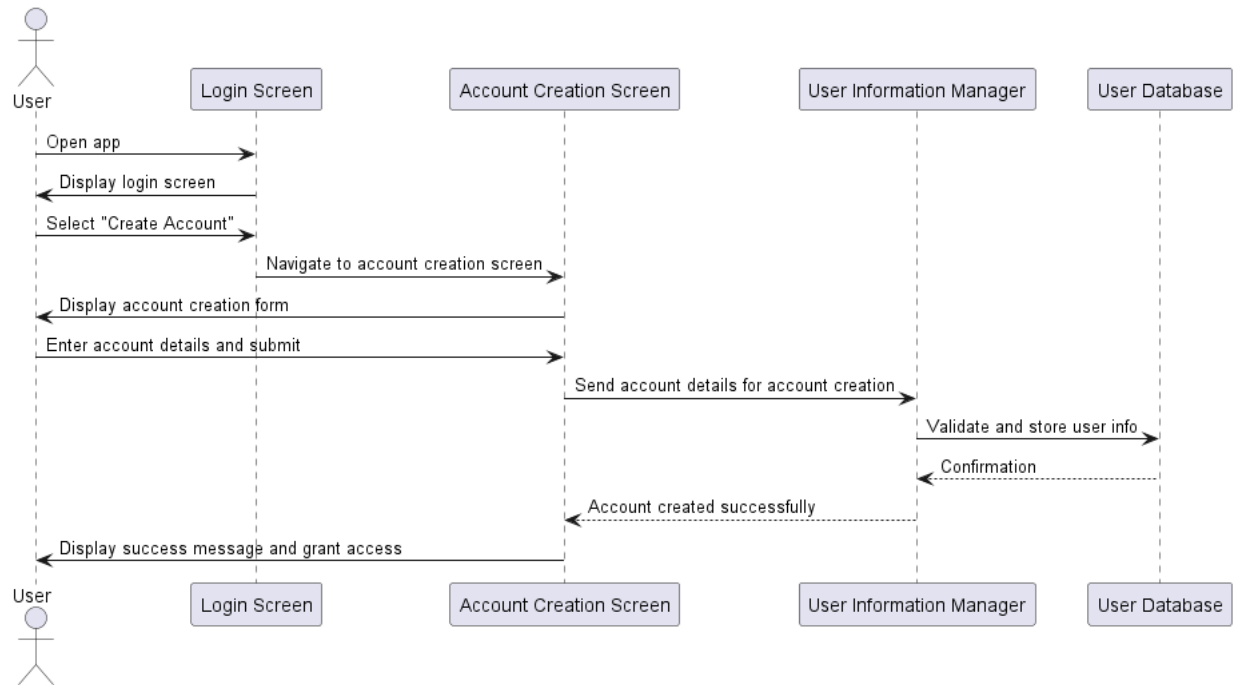 User
Login Screen
Account Creation Screen
User Information Manager
User Database
Open app
Display login screen
Select "Create Account"
Navigate to account creation screen
Display account creation form
Enter account details and submit
Send account details for account creation
Validate and store user info
Confirmation
Account created successfully
Display success message and grant access
User
Login Screen
Account Creation Screen
User Information Manager
User Database